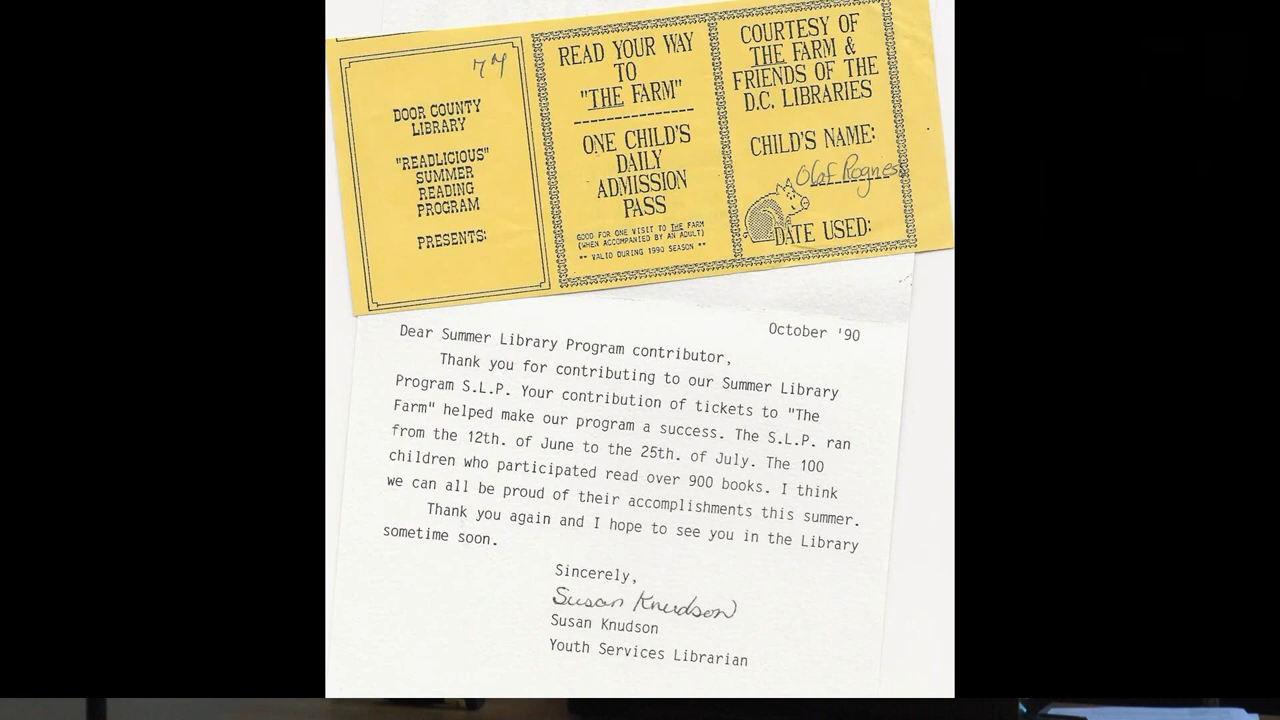 77
DOOR COUNTY
LIBRARY
"READLICIOUS"
SUMMER
READING
PROGRAM
PRESENTS:
READ YOUR WAY
TO
"THE FARM"
ONE CHILD'S
DAILY
ADMISSION
PASS
GOOD FOR ONE VISIT TO THE FARM
(WHEN ACCOMPANIED BY AN ADULT)
** VALID DURING 1990 SEASON **
COURTESY OF
THE FARM &
FRIENDS OF THE
D.C. LIBRARIES
CHILD'S NAME:
Olaf Rognes
DATE USED:
October '90
Dear Summer Library Program contributor,
Thank you for contributing to our Summer Library
Program S.L.P. Your contribution of tickets to "The
Farm" helped make our program a success. The S.L.P. ran
from the 12th. of June to the 25th. of July. The 100
children who participated read over 900 books. I think
we can all be proud of their accomplishments this summer.
Thank you again and I hope to see you in the Library
sometime soon.
Sincerely,
Susan Knudson
Susan Knudson
Youth Services Librarian